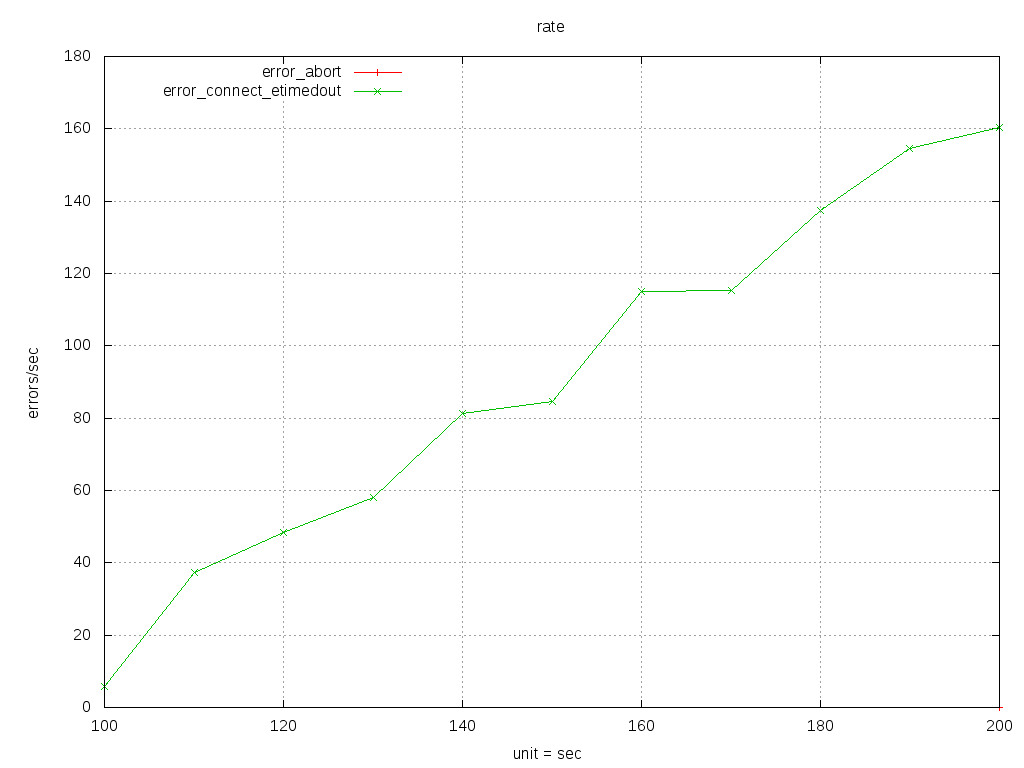 rate
180
160
140
120
100
80
60
40
20
0
error_abort
error_connect_etimedout
errors/sec
100 120 140 160 180 200
unit = sec